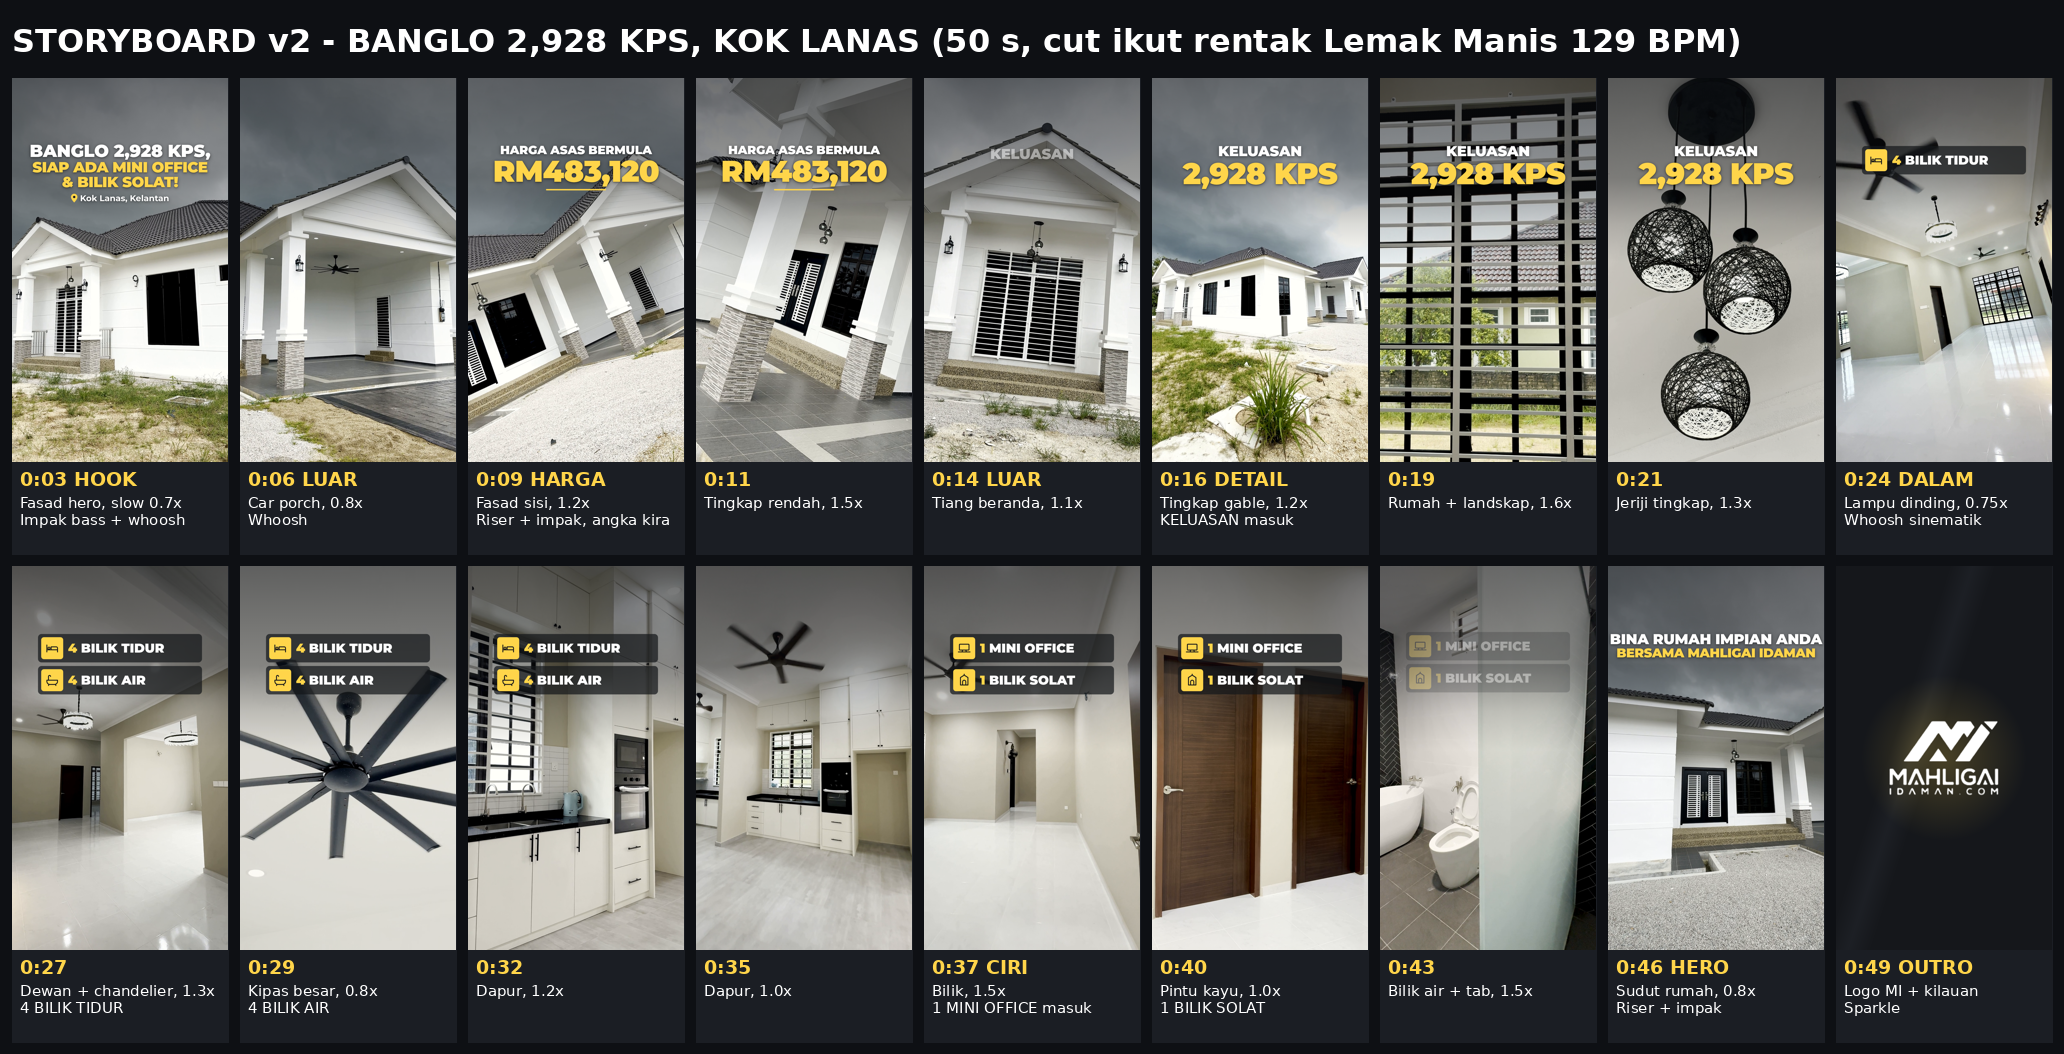 STORYBOARD v2 - BANGLO 2,928 KPS, KOK LANAS (50 s, cut ikut rentak Lemak Manis 129 BPM)
BANGLO 2,928 KPS,
SIAP ADA MINI OFFICE
& BILIK SOLAT!
Kok Lanas, Kelantan
0:03 HOOK
Fasad hero, slow 0.7x
Impak bass + whoosh
0:06 LUAR
Car porch, 0.8x
Whoosh
HARGA ASAS BERMULA
RM483,120
0:09 HARGA
Fasad sisi, 1.2x
Riser + impak, angka kira
HARGA ASAS BERMULA
RM483,120
0:11
Tingkap rendah, 1.5x
KELUASAN
0:14 LUAR
Tiang beranda, 1.1x
KELUASAN
2,928 KPS
0:16 DETAIL
Tingkap gable, 1.2x
KELUASAN masuk
KELUASAN
2,928 KPS
0:19
Rumah + landskap, 1.6x
KELUASAN
2,928 KPS
0:21
Jeriji tingkap, 1.3x
4 BILIK TIDUR
0:24 DALAM
Lampu dinding, 0.75x
Whoosh sinematik
4 BILIK TIDUR
4 BILIK AIR
0:27
Dewan + chandelier, 1.3x
4 BILIK TIDUR
4 BILIK TIDUR
4 BILIK AIR
0:29
Kipas besar, 0.8x
4 BILIK AIR
4 BILIK TIDUR
4 BILIK AIR
0:32
Dapur, 1.2x
0:35
Dapur, 1.0x
1 MINI OFFICE
1 BILIK SOLAT
0:37 CIRI
Bilik, 1.5x
1 MINI OFFICE masuk
1 MINI OFFICE
1 BILIK SOLAT
0:40
Pintu kayu, 1.0x
1 BILIK SOLAT
1 MINI OFFICE
1 BILIK SOLAT
0:43
Bilik air + tab, 1.5x
BINA RUMAH IMPIAN ANDA
BERSAMA MAHLIGAI IDAMAN
0:46 HERO
Sudut rumah, 0.8x
Riser + impak
MAHLIGAI
IDAMAN.COM
0:49 OUTRO
Logo MI + kilauan
Sparkle